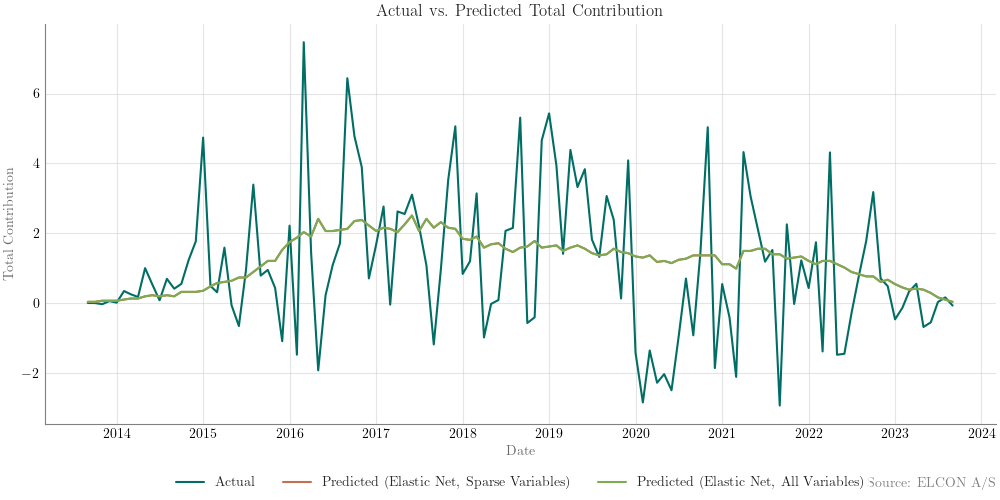 Actual vs. Predicted Total Contribution
Total Contribution
6
4
2
0
−2
2014 2015 2016 2017 2018 2019 2020 2021 2022 2023 2024
Date
Actual Predicted (Elastic Net, Sparse Variables) Predicted (Elastic Net, All Variables) Source: ELCON A/S